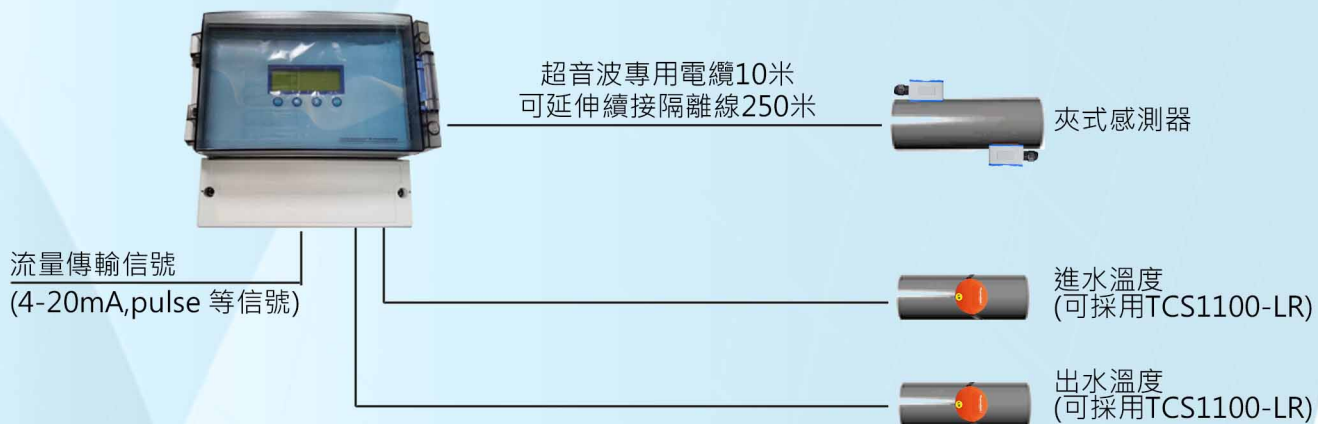 超音波專用電纜10米
可延伸續接隔離線250米
夾式感測器
流量傳輸信號
(4-20mA,pulse 等信號)
進水溫度
(可採用TCS1100-LR)
出水溫度
(可採用TCS1100-LR)